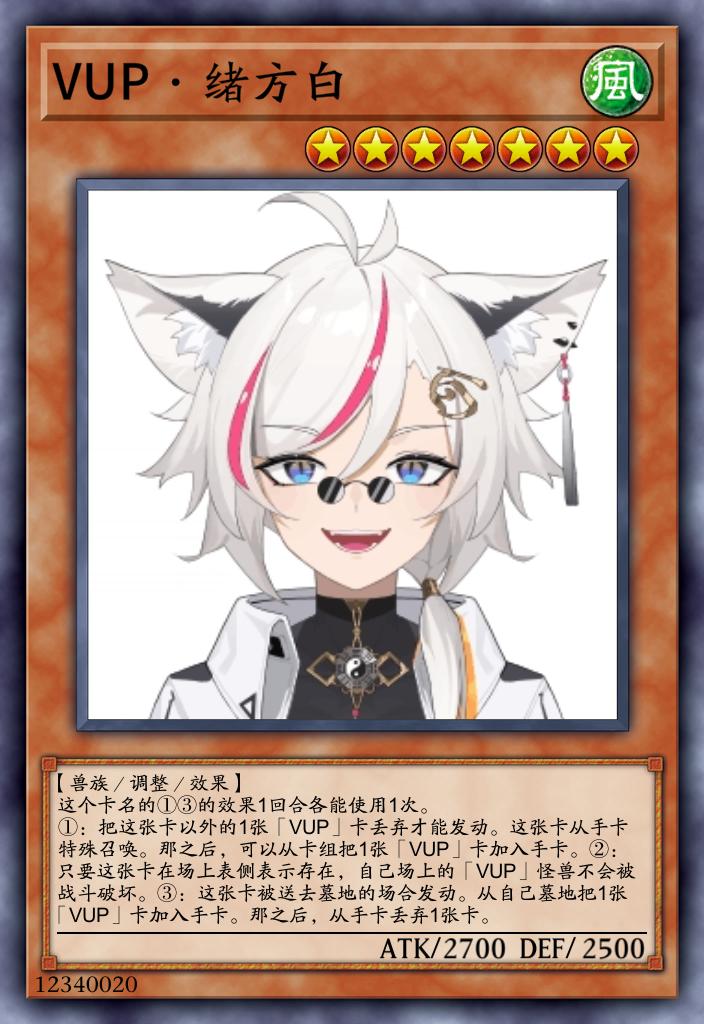 VUP·绪方白
風
【兽族/调整/效果】
这个卡名的①③的效果1回合各能使用1次。
①:把这张卡以外的1张「VUP」卡丢弃才能发动。这张卡从手卡
特殊召唤。那之后,可以从卡组把1张「VUP」卡加入手卡。②:
只要这张卡在场上表侧表示存在,自己场上的「VUP」怪兽不会被
战斗破坏。③:这张卡被送去墓地的场合发动。从自己墓地把1张
「VUP」卡加入手卡。那之后,从手卡丢弃1张卡。
ATK/2700 DEF/2500
12340020